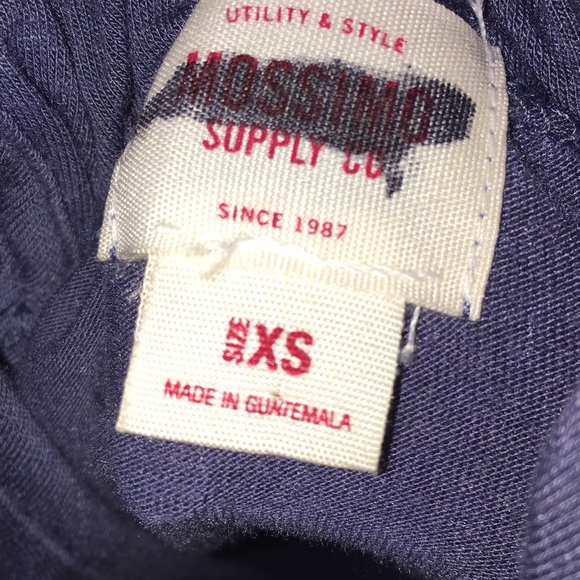 UTILITY & STYLE
MOSSIMO
SUPPLY CO
SINCE 1987
SIZE XS
MADE IN GUATEMALA